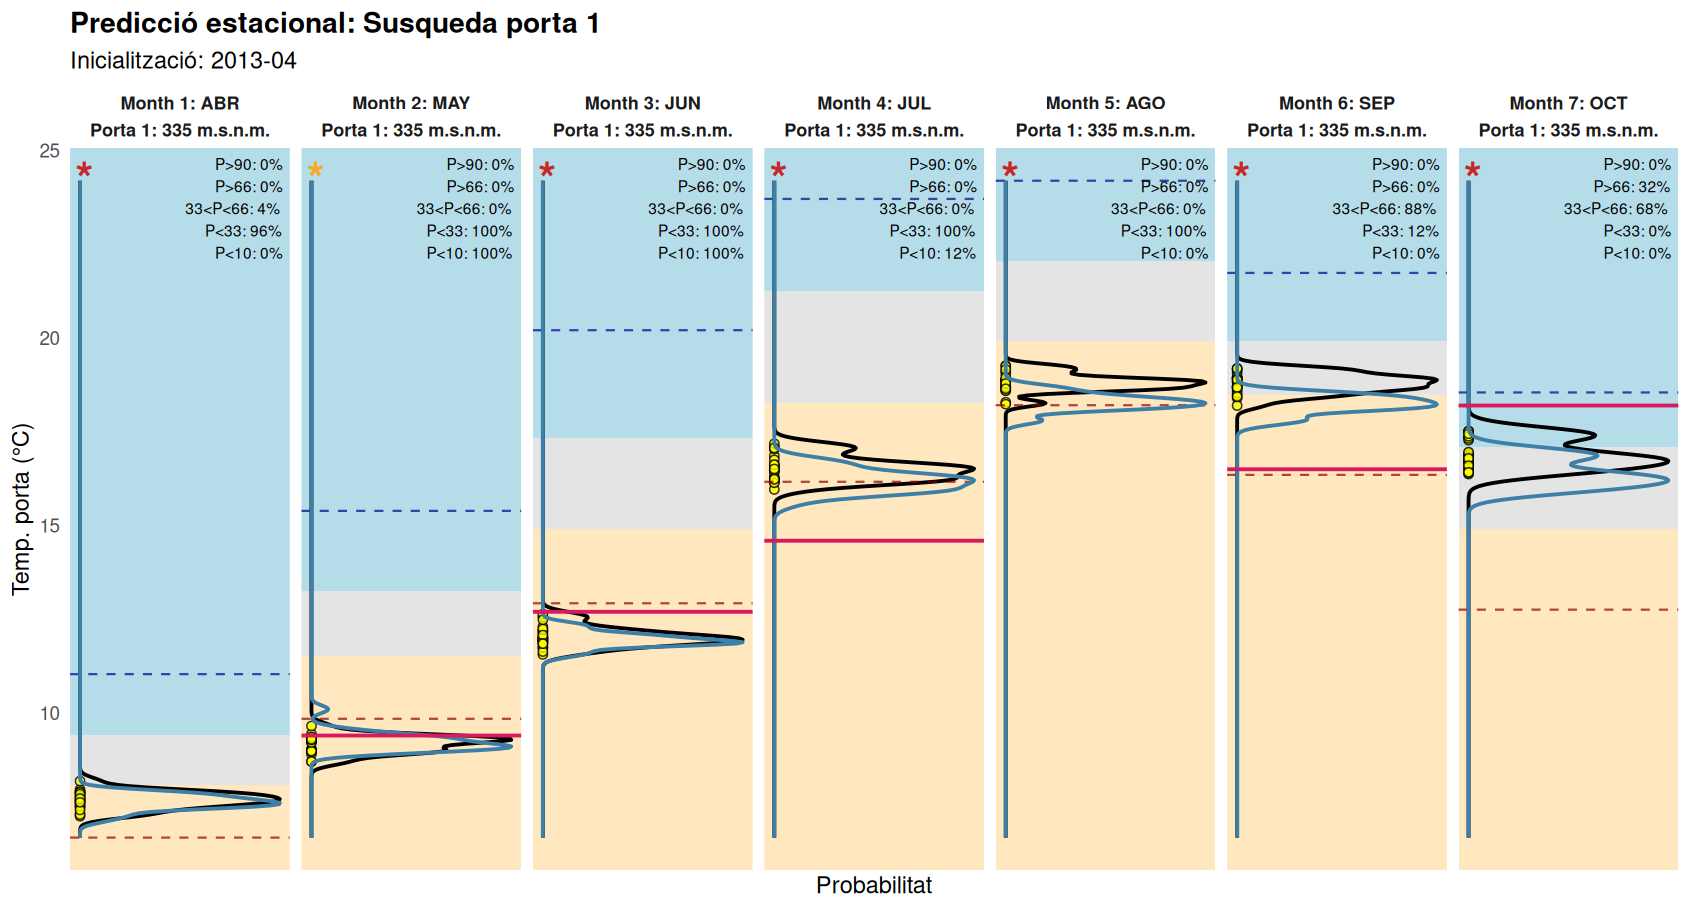 Predicció estacional: Susqueda porta 1
Inicialització: 2013-04
Month 1: ABR
Porta 1: 335 m.s.n.m.
Month 2: MAY
Porta 1: 335 m.s.n.m.
Month 3: JUN
Porta 1: 335 m.s.n.m.
Month 4: JUL
Porta 1: 335 m.s.n.m.
Month 5: AGO
Porta 1: 335 m.s.n.m.
Month 6: SEP
Porta 1: 335 m.s.n.m.
Month 7: OCT
Porta 1: 335 m.s.n.m.
Temp. porta (°C)
25
20
15
10
*
P>90: 0%
P>66: 0%
33<P<66: 4%
P<33: 96%
P<10: 0%
*
P>90: 0%
P>66: 0%
33<P<66: 0%
P<33: 100%
P<10: 100%
*
P>90: 0%
P>66: 0%
33<P<66: 0%
P<33: 100%
P<10: 100%
*
P>90: 0%
P>66: 0%
33<P<66: 0%
P<33: 100%
P<10: 12%
*
P>90: 0%
P>66: 0%
33<P<66: 0%
P<33: 100%
P<10: 0%
*
P>90: 0%
P>66: 0%
33<P<66: 88%
P<33: 12%
P<10: 0%
*
P>90: 0%
P>66: 32%
33<P<66: 68%
P<33: 0%
P<10: 0%
Probabilitat